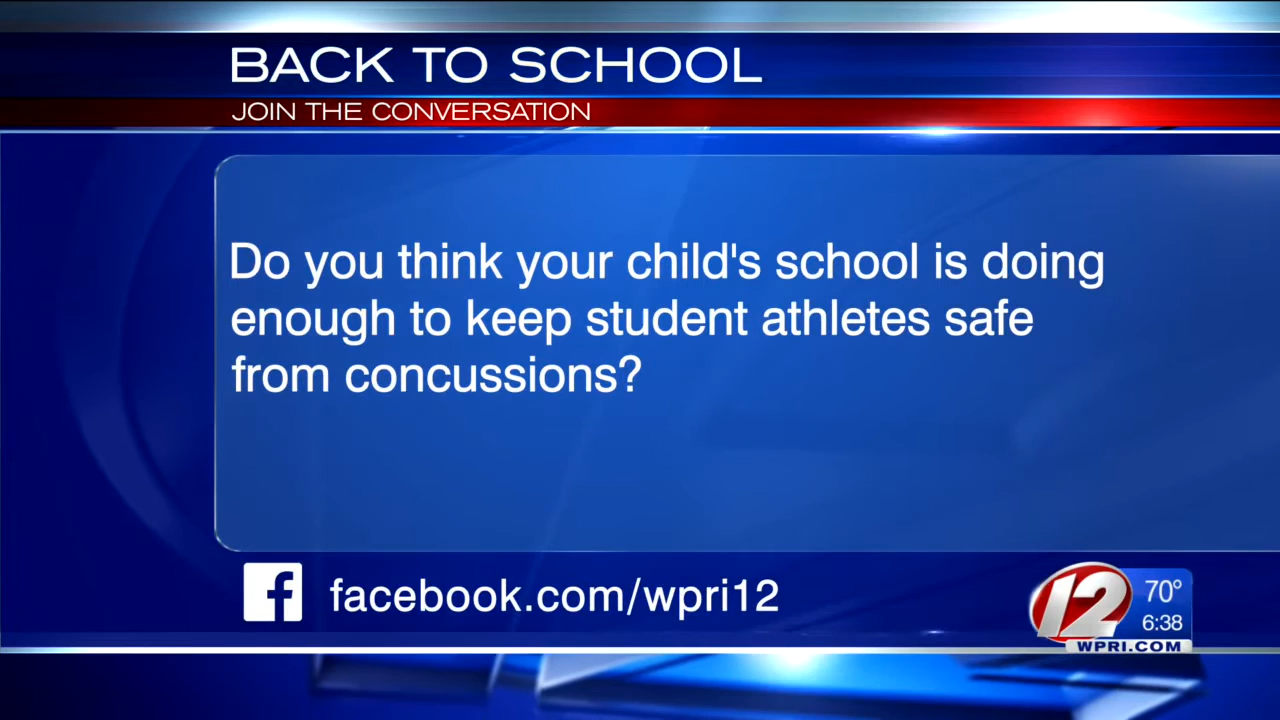 BACK TO SCHOOL
JOIN THE CONVERSATION
Do you think your child's school is doing
enough to keep student athletes safe
from concussions?
facebook.com/wpri12
12
70°
6:38
WPRI.COM